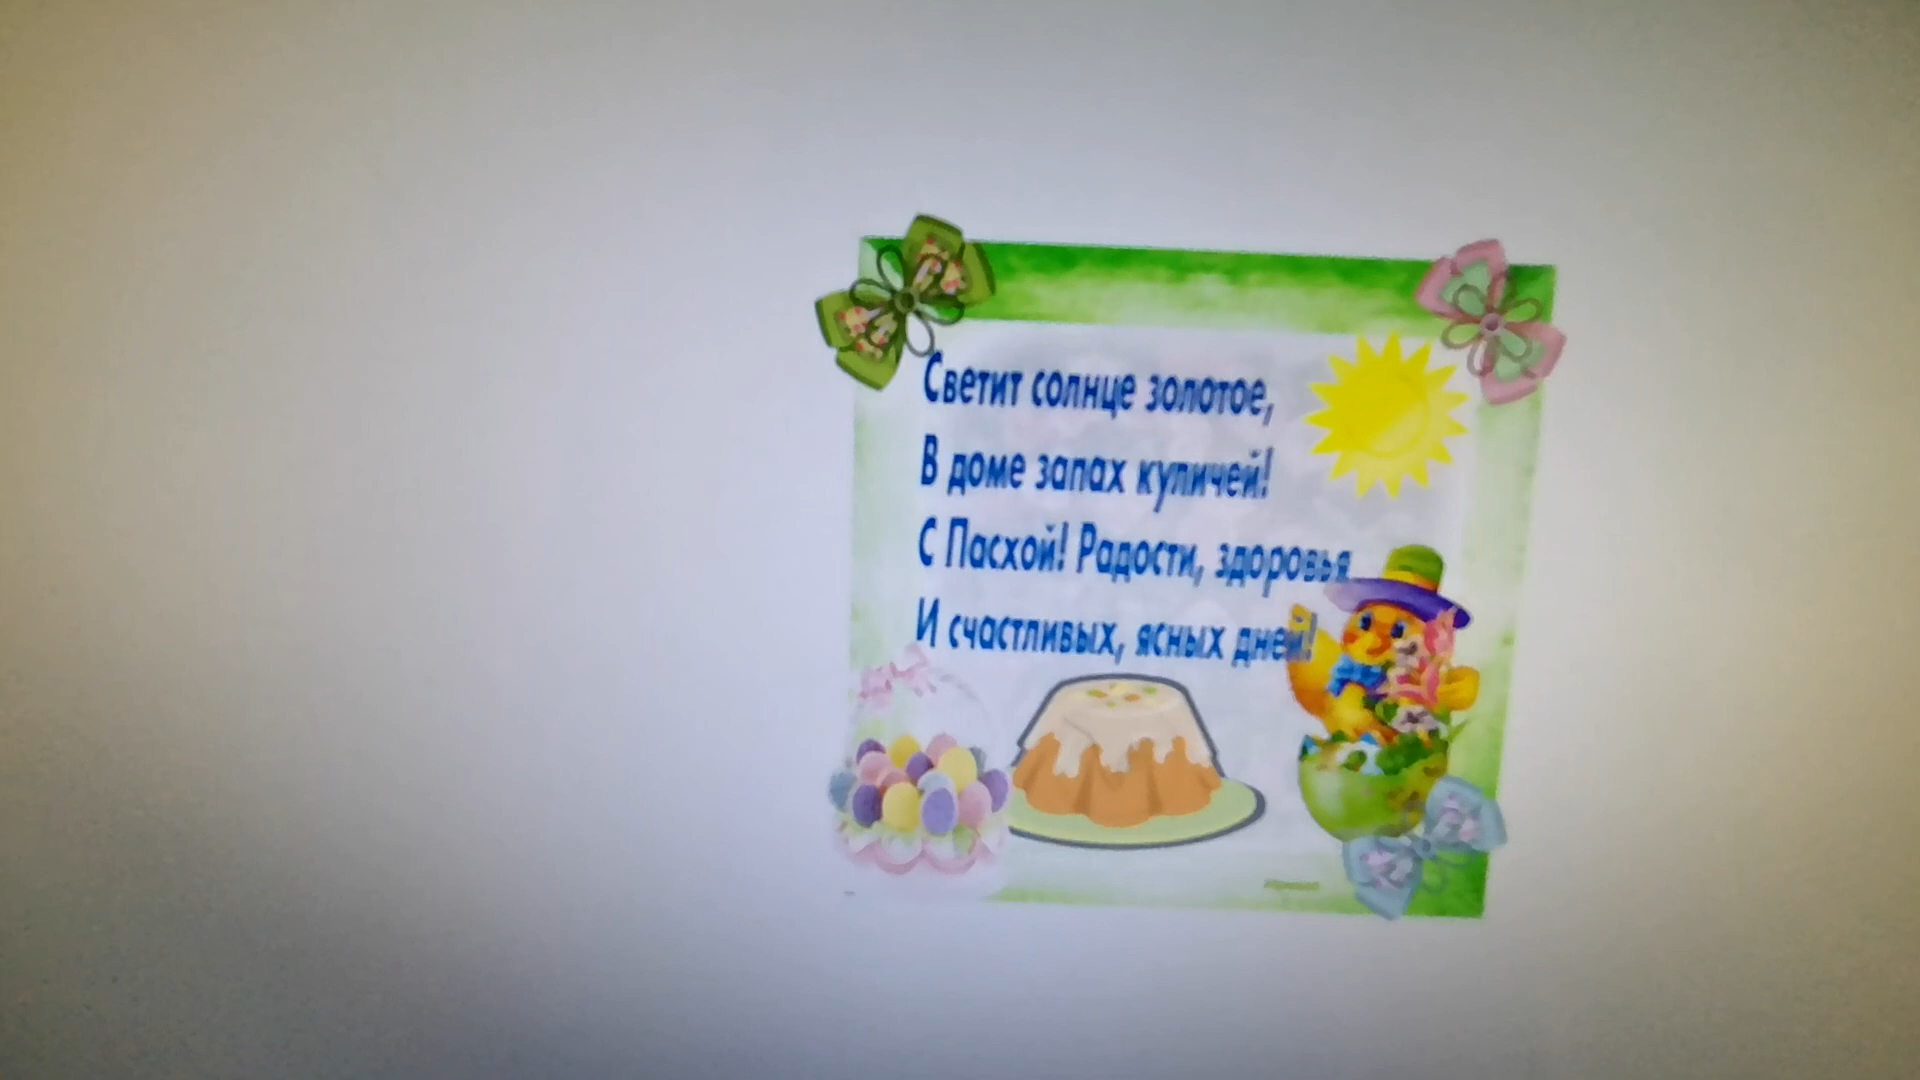 Светит солнце золотое,
В доме запах куличей!
С Пасхой! Радости, здоровья
И счастливых, ясных дней!